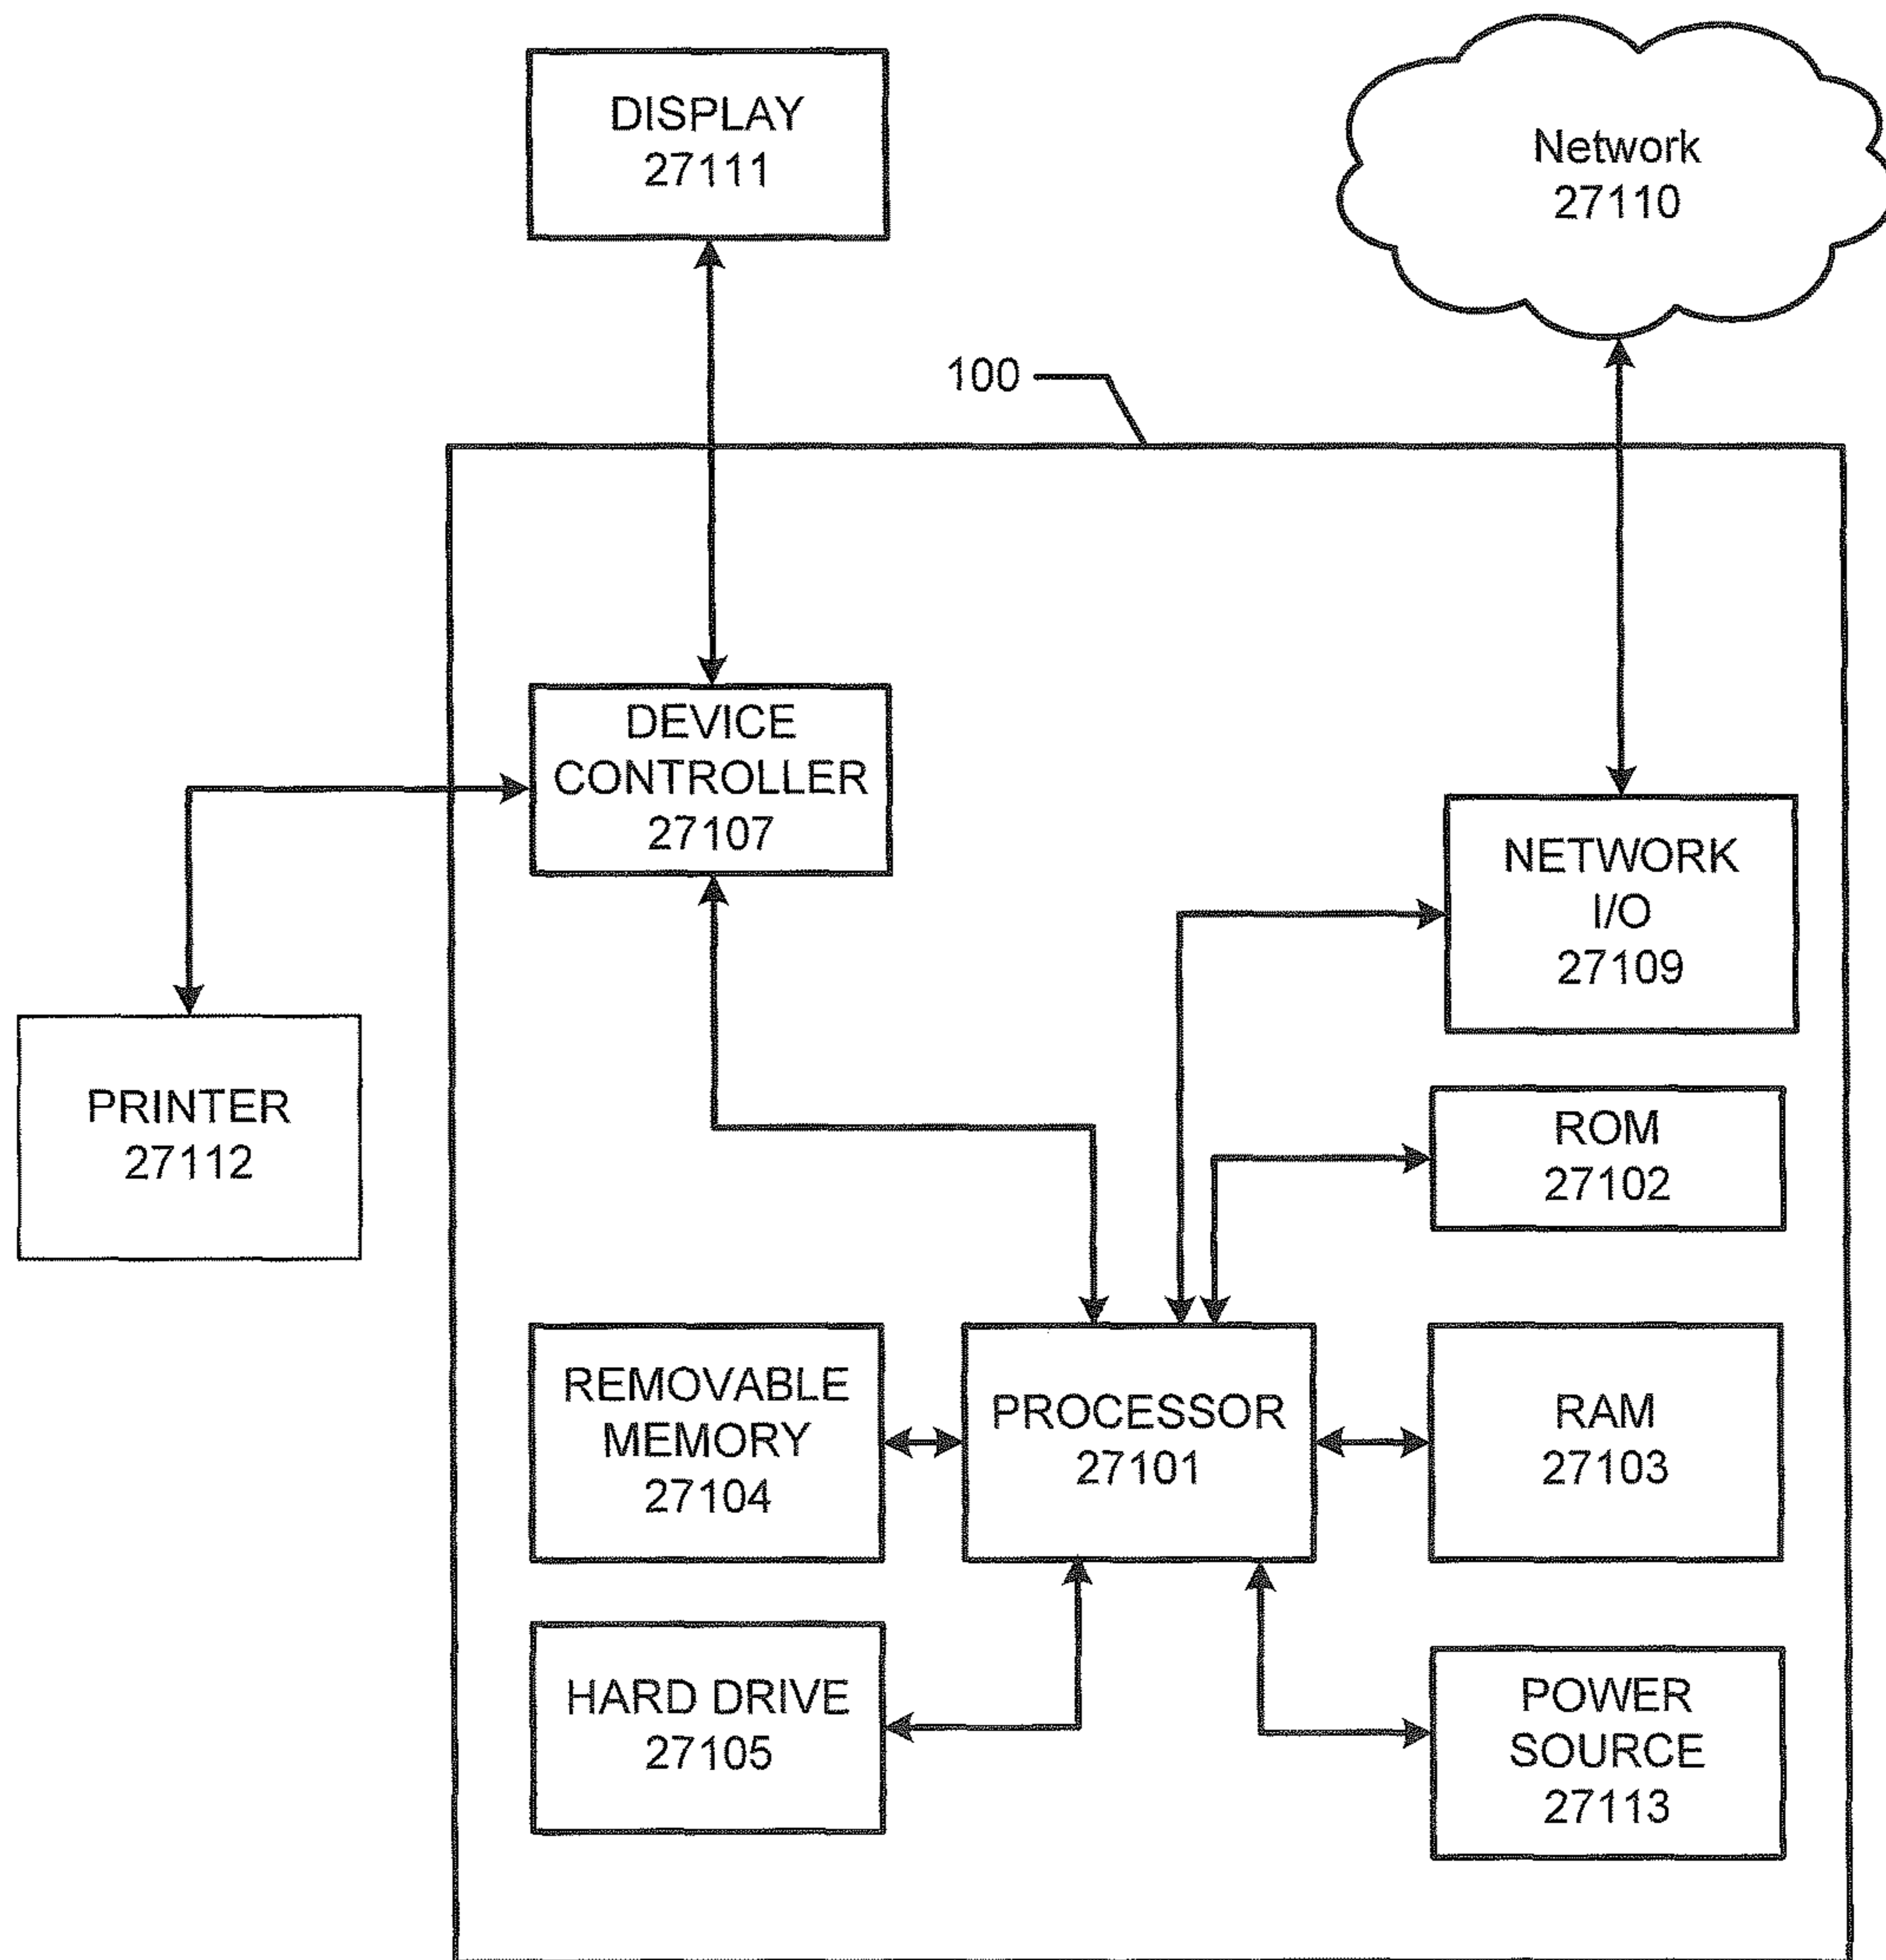 DISPLAY
27111
Network
27110
100
DEVICE
CONTROLLER
27107
NETWORK
I/O
27109
PRINTER
27112
ROM
27102
REMOVABLE
MEMORY
27104
PROCESSOR
27101
RAM
27103
HARD DRIVE
27105
POWER
SOURCE
27113